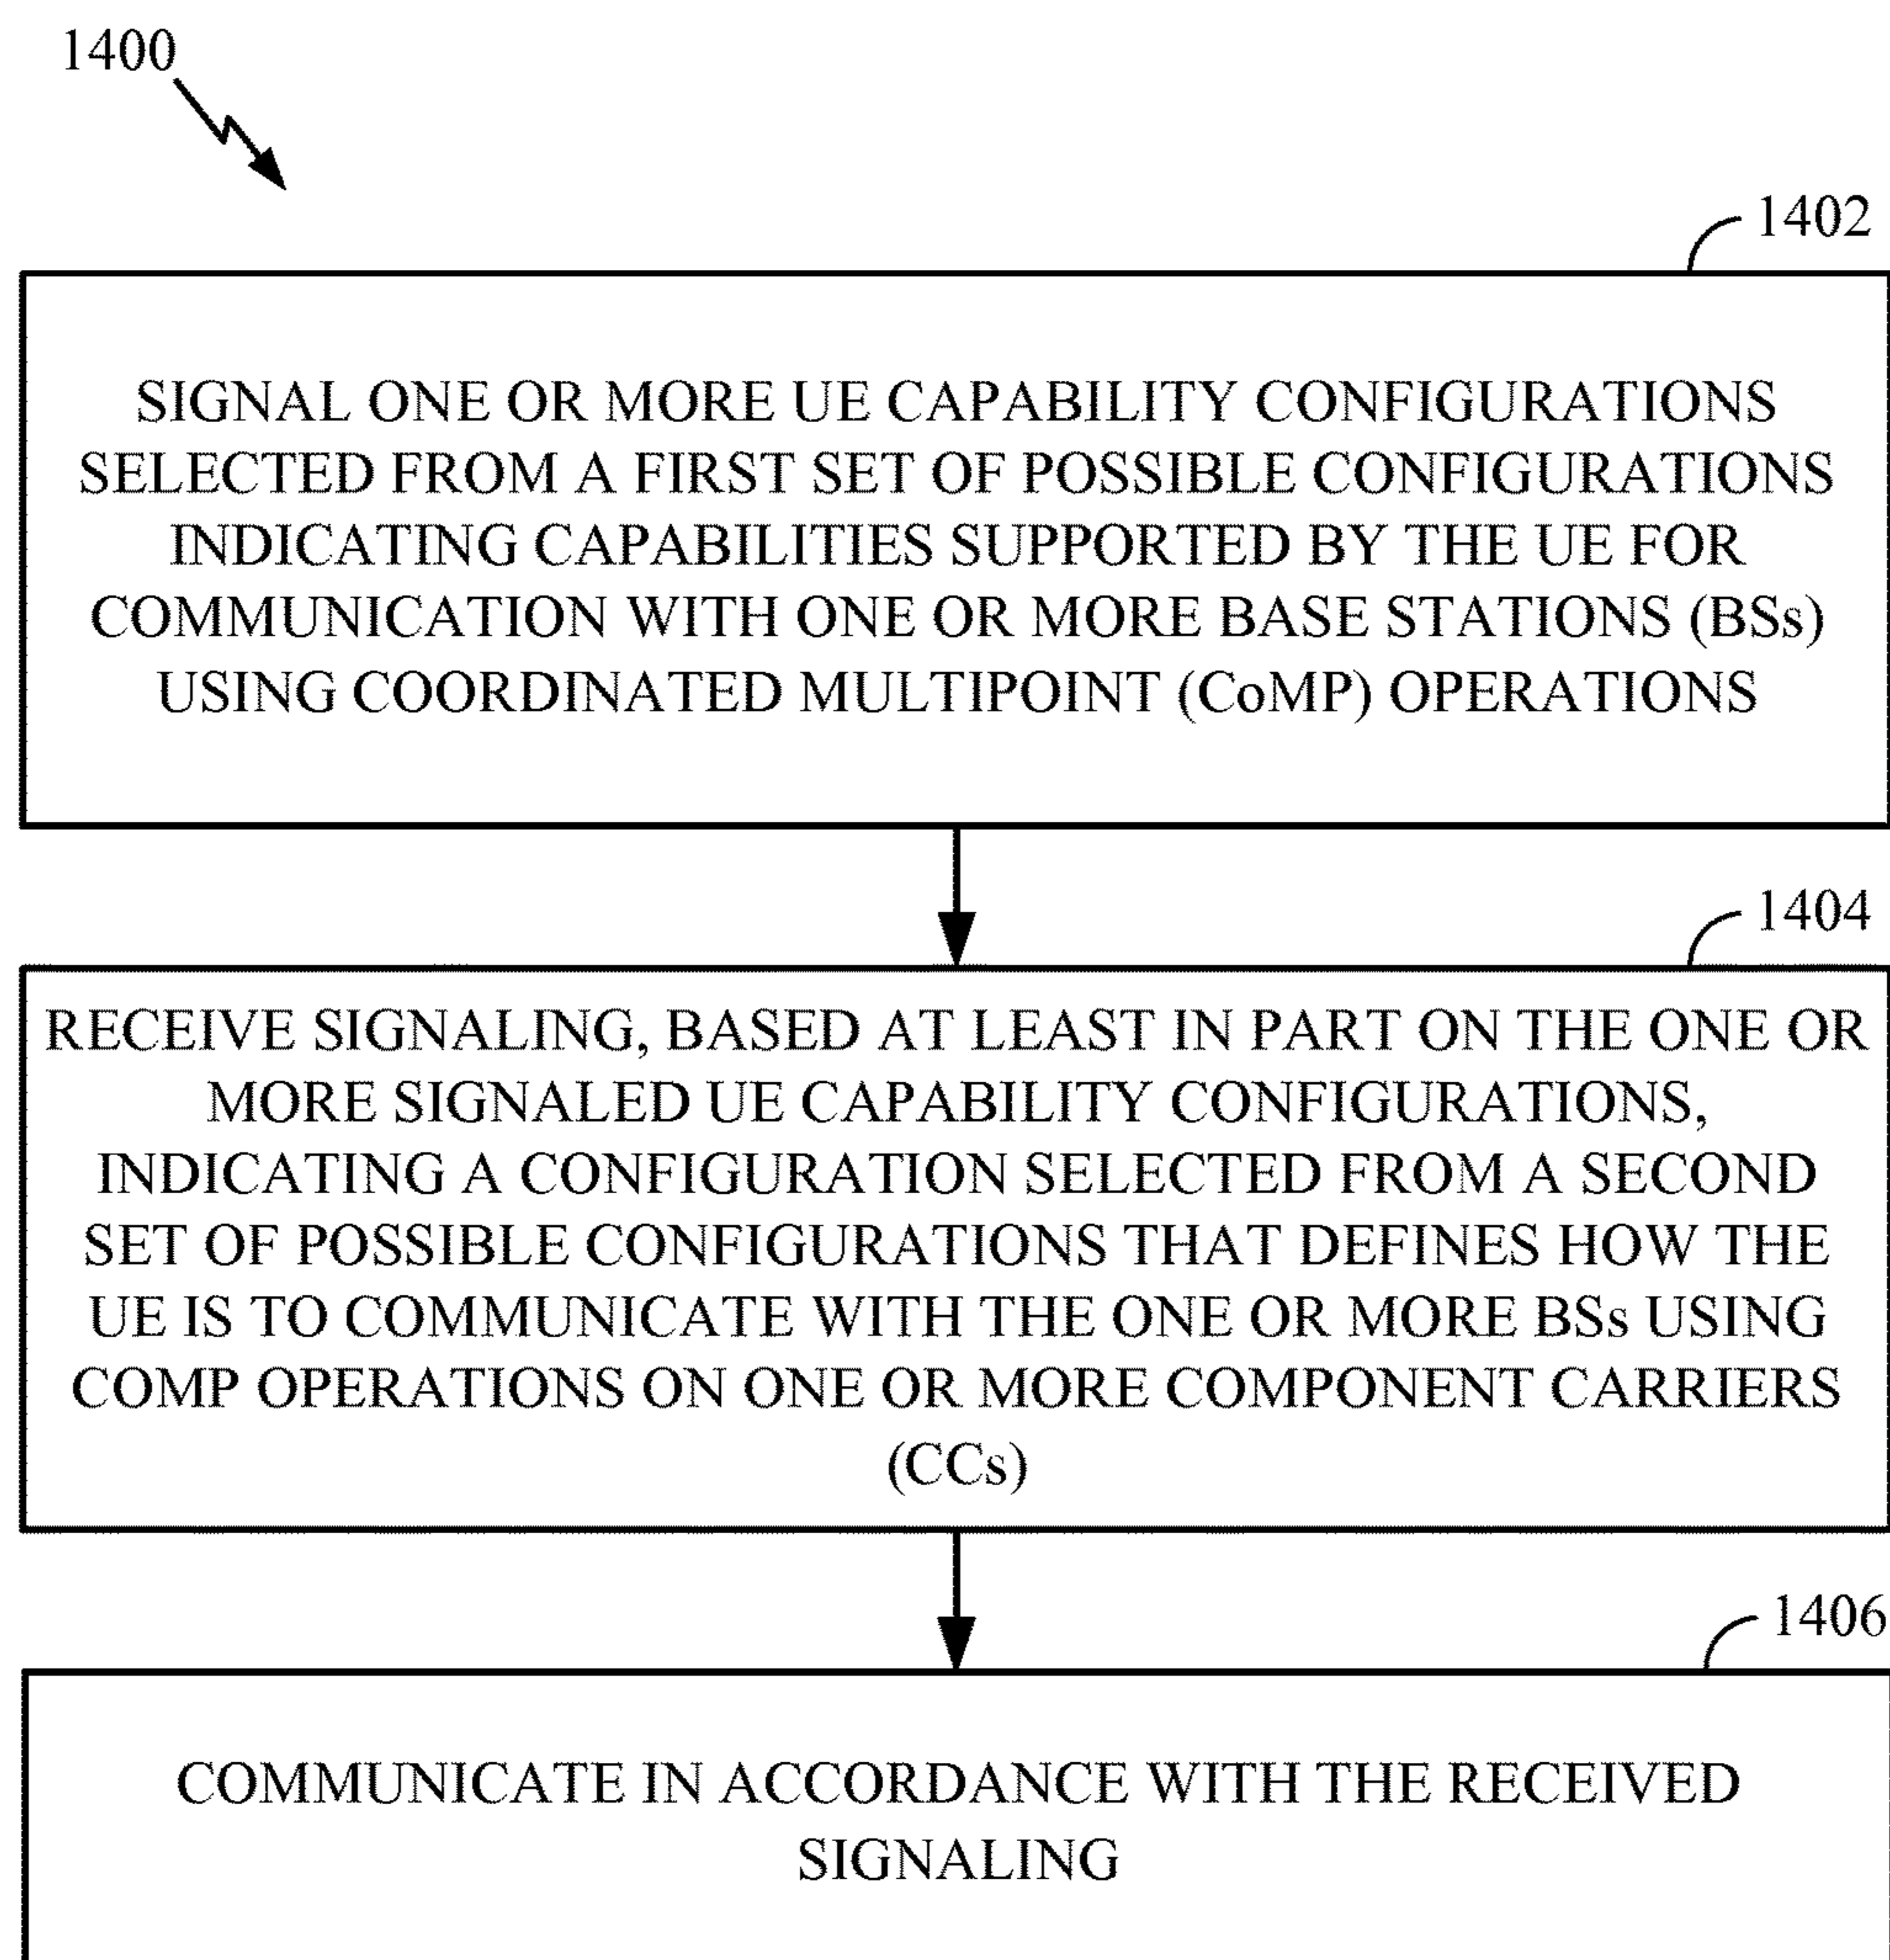 1400
1402
SIGNAL ONE OR MORE UE CAPABILITY CONFIGURATIONS
SELECTED FROM A FIRST SET OF POSSIBLE CONFIGURATIONS
INDICATING CAPABILITIES SUPPORTED BY THE UE FOR
COMMUNICATION WITH ONE OR MORE BASE STATIONS (BSs)
USING COORDINATED MULTIPOINT (CoMP) OPERATIONS
1404
RECEIVE SIGNALING, BASED AT LEAST IN PART ON THE ONE OR
MORE SIGNALED UE CAPABILITY CONFIGURATIONS,
INDICATING A CONFIGURATION SELECTED FROM A SECOND
SET OF POSSIBLE CONFIGURATIONS THAT DEFINES HOW THE
UE IS TO COMMUNICATE WITH THE ONE OR MORE BSs USING
COMP OPERATIONS ON ONE OR MORE COMPONENT CARRIERS
(CCs)
1406
COMMUNICATE IN ACCORDANCE WITH THE RECEIVED
SIGNALING